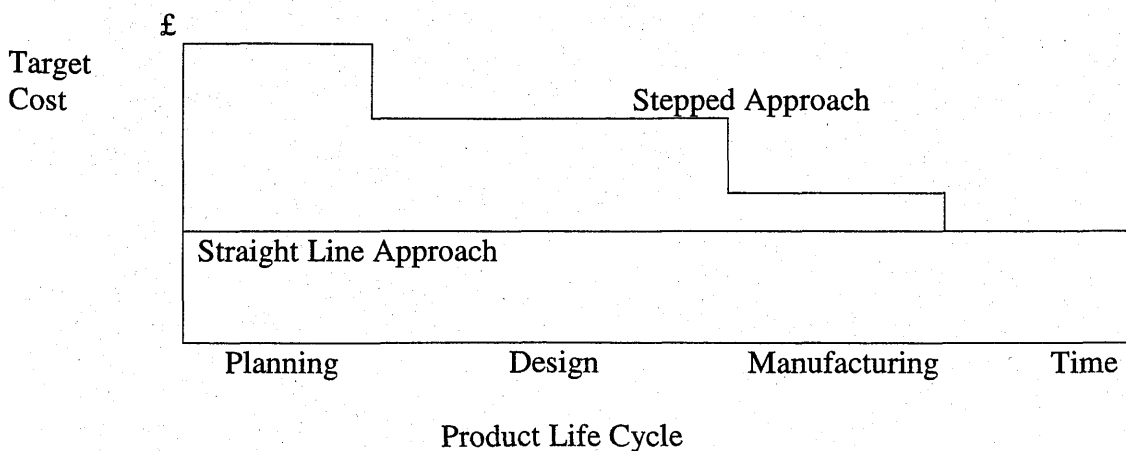 £
Target
Cost
Stepped Approach
Straight Line Approach
Planning Design Manufacturing Time
Product Life Cycle